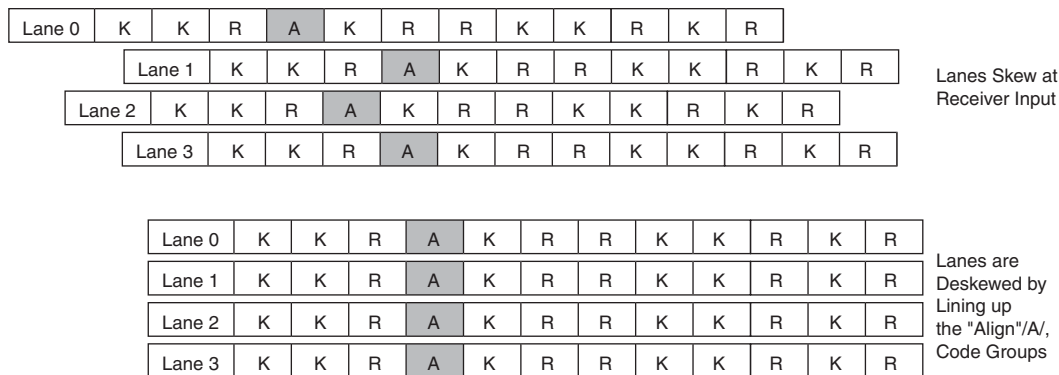 Lane 0 K K R A K R R K K R K R
Lane 1 K K R A K R R K K R K R
Lane 2 K K R A K R R K K R K R
Lane 3 K K R A K R R K K R K R
Lanes Skew at
Receiver Input
Lane 0 K K R A K R R K K R K R
Lane 1 K K R A K R R K K R K R
Lane 2 K K R A K R R K K R K R
Lane 3 K K R A K R R K K R K R
Lanes are
Deskewed by
Lining up
the "Align"/A/,
Code Groups